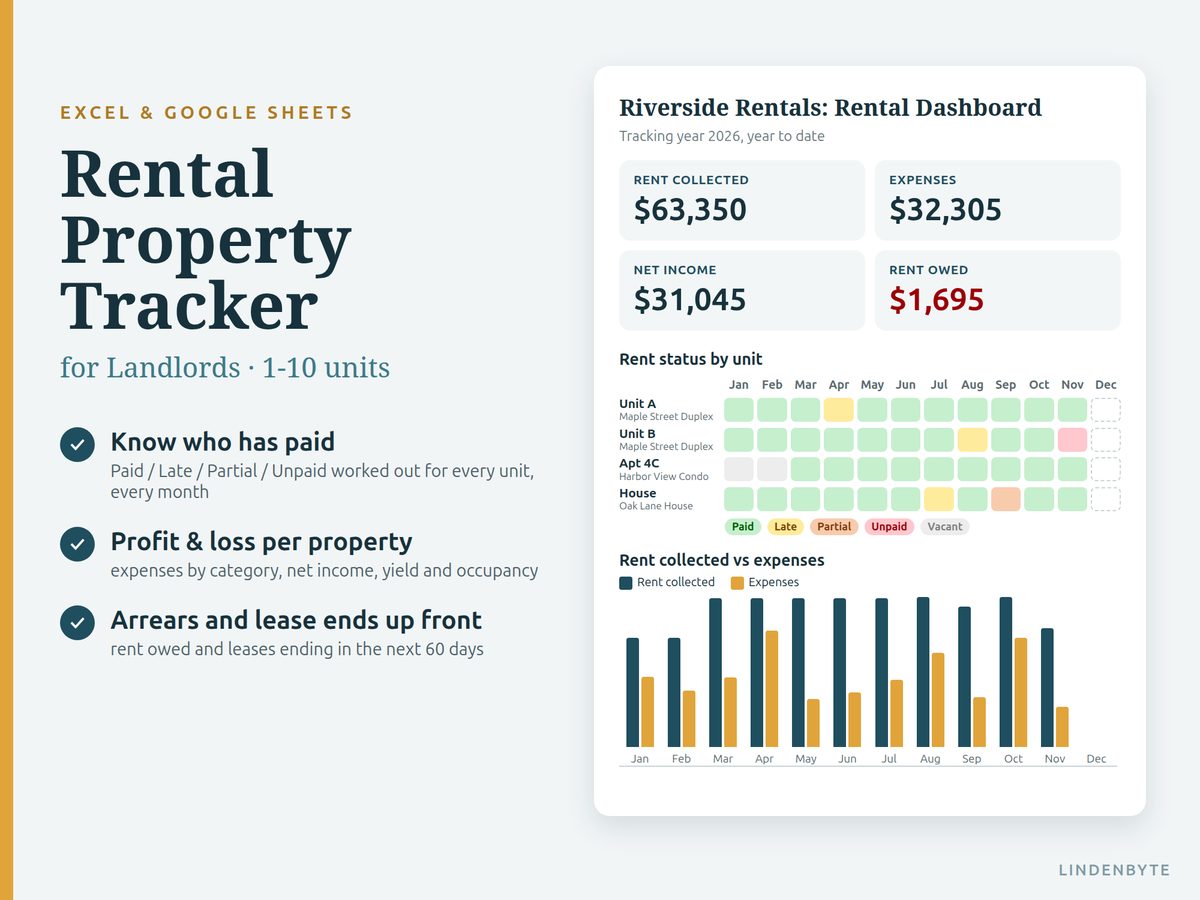 EXCEL & GOOGLE SHEETS
Rental
Property
Tracker
for Landlords · 1-10 units
Know who has paid
Paid / Late / Partial / Unpaid worked out for every unit,
every month
Profit & loss per property
expenses by category, net income, yield and occupancy
Arrears and lease ends up front
rent owed and leases ending in the next 60 days
Riverside Rentals: Rental Dashboard
Tracking year 2026, year to date
RENT COLLECTED
$63,350
EXPENSES
$32,305
NET INCOME
$31,045
RENT OWED
$1,695
Rent status by unit
Jan Feb Mar Apr May Jun Jul Aug Sep Oct Nov Dec
Unit A
Maple Street Duplex
Unit B
Maple Street Duplex
Apt 4C
Harbor View Condo
House
Oak Lane House
Paid Late Partial Unpaid Vacant
Rent collected vs expenses
Rent collected Expenses
Jan Feb Mar Apr May Jun Jul Aug Sep Oct Nov Dec
LINDENBYTE